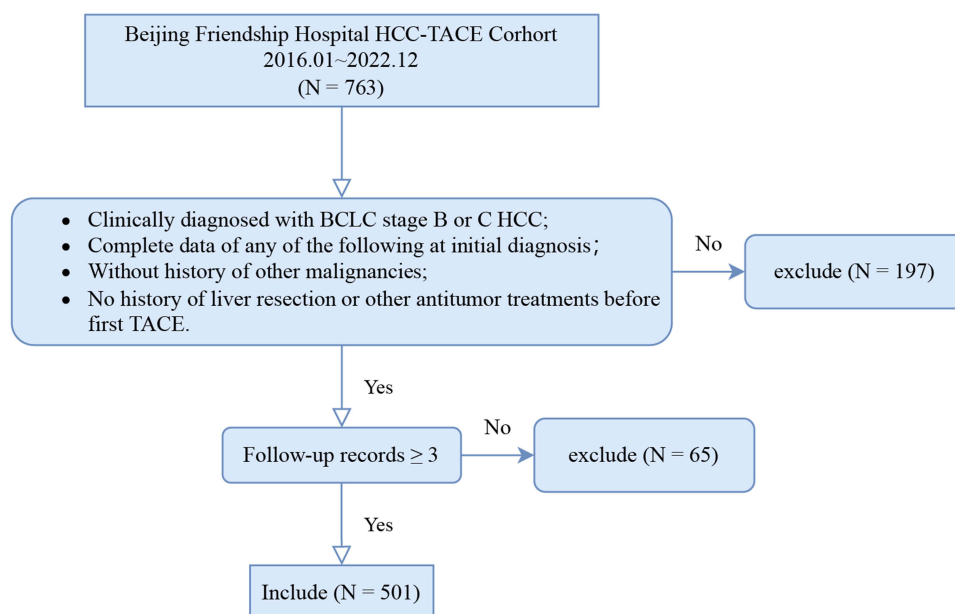 Beijing Friendship Hospital HCC-TACE Corhort
2016.01~2022.12
(N = 763)
• Clinically diagnosed with BCLC stage B or C HCC;
• Complete data of any of the following at initial diagnosis；
• Without history of other malignancies;
• No history of liver resection or other antitumor treatments before
first TACE.
No
exclude (N = 197)
Yes
Follow-up records ≥ 3
No
exclude (N = 65)
Yes
Include (N = 501)